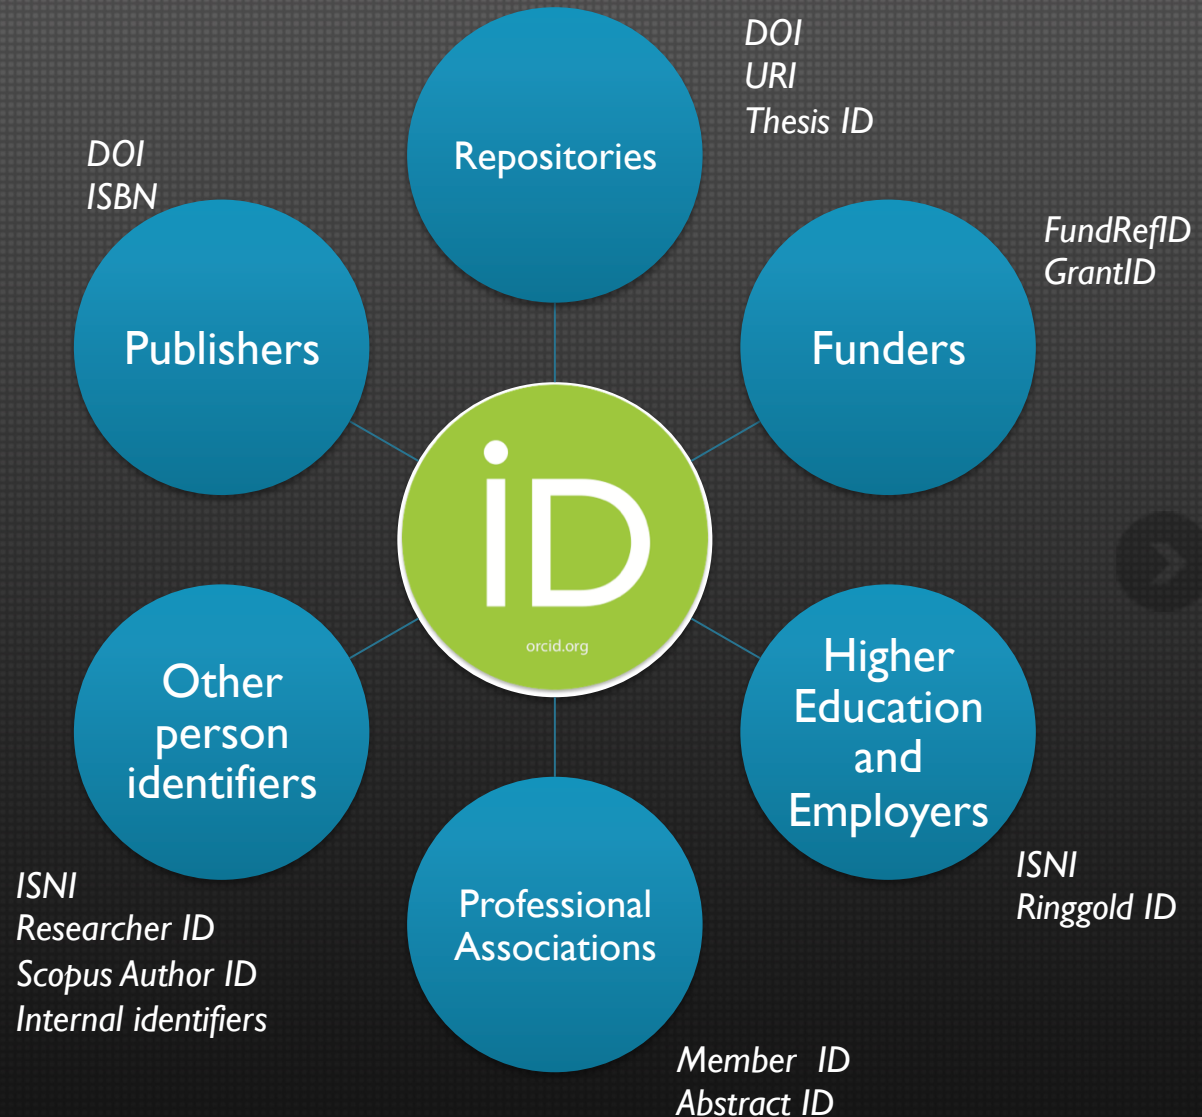 DOI
URI
Thesis ID
Repositories
DOI
ISBN
Publishers
FundRefID
GrantID
Funders
iD
orcid.org
Other
person
identifiers
ISNI
Researcher ID
Scopus Author ID
Internal identifiers
Higher
Education
and
Employers
ISNI
Ringgold ID
Professional
Associations
Member ID
Abstract ID